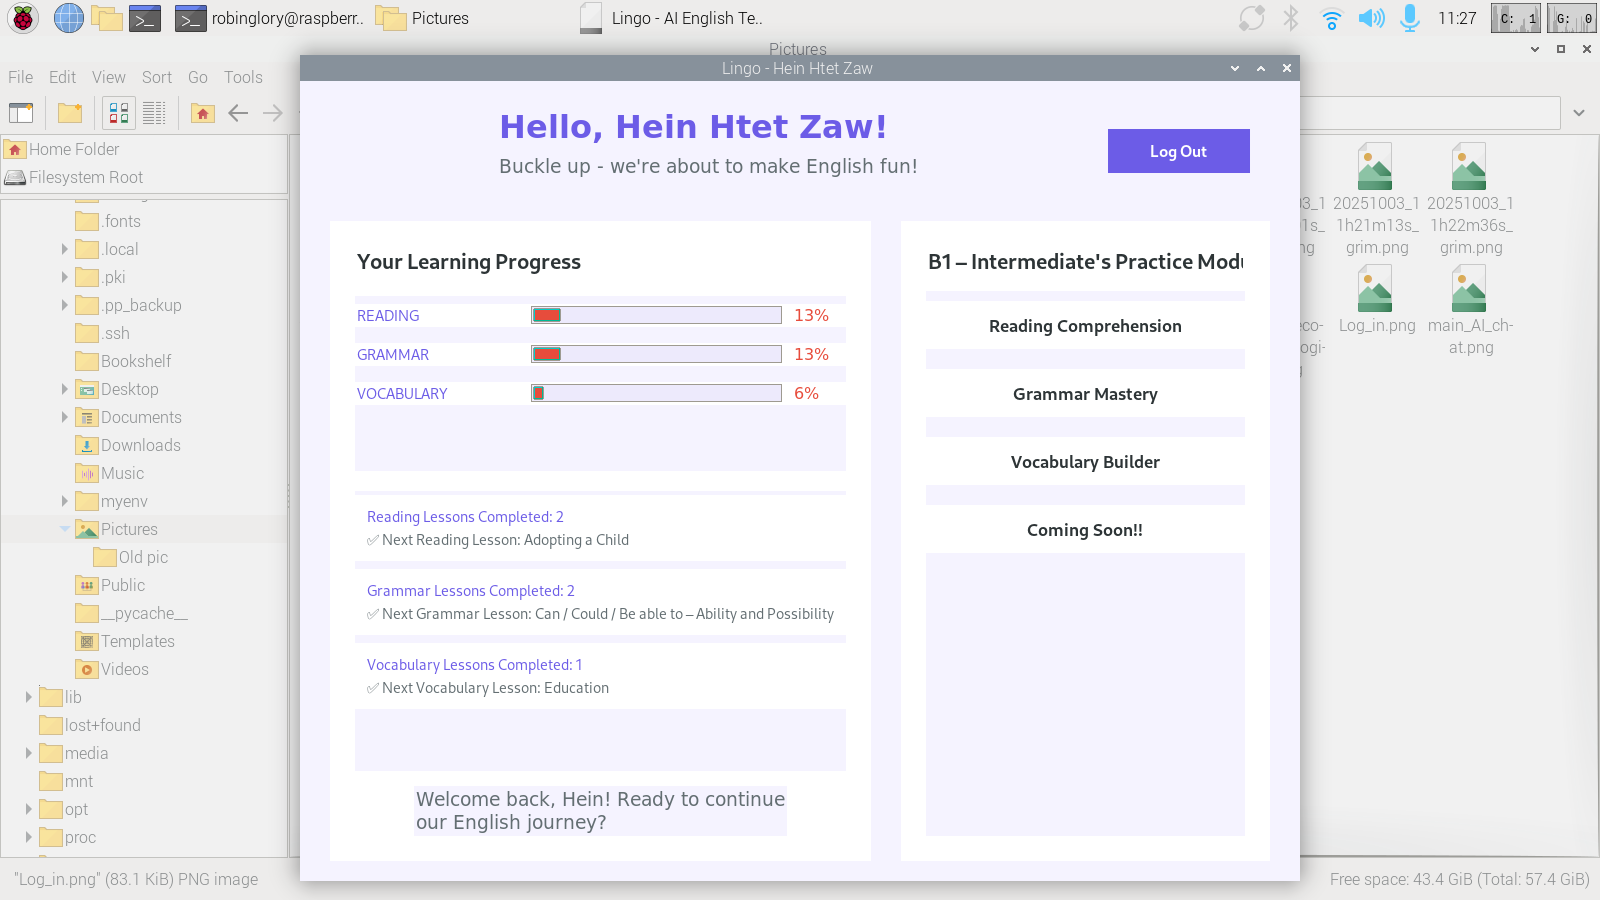 robinglory@raspberr..
Pictures
Lingo - AI English Te..
11:27
C: 1
G: 0
Pictures
File Edit View Sort Go Tools
Home Folder
Filesystem Root
.fonts
.local
.pki
.pp_backup
.ssh
Bookshelf
Desktop
Documents
Downloads
Music
myenv
Pictures
Old pic
Public
__pycache__
Templates
Videos
lib
lost+found
media
mnt
opt
proc
Lingo - Hein Htet Zaw
Hello, Hein Htet Zaw!
Buckle up - we're about to make English fun!
Log Out
Your Learning Progress
READING 13%
GRAMMAR 13%
VOCABULARY 6%
Reading Lessons Completed: 2
✅ Next Reading Lesson: Adopting a Child
Grammar Lessons Completed: 2
✅ Next Grammar Lesson: Can / Could / Be able to – Ability and Possibility
Vocabulary Lessons Completed: 1
✅ Next Vocabulary Lesson: Education
Welcome back, Hein! Ready to continue
our English journey?
B1 – Intermediate's Practice Modu
Reading Comprehension
Grammar Mastery
Vocabulary Builder
Coming Soon!!
20251003_1
1h21m13s_
grim.png
20251003_1
1h22m36s_
grim.png
Log_in.png
main_AI_ch-
at.png
"Log_in.png" (83.1 KiB) PNG image
Free space: 43.4 GiB (Total: 57.4 GiB)